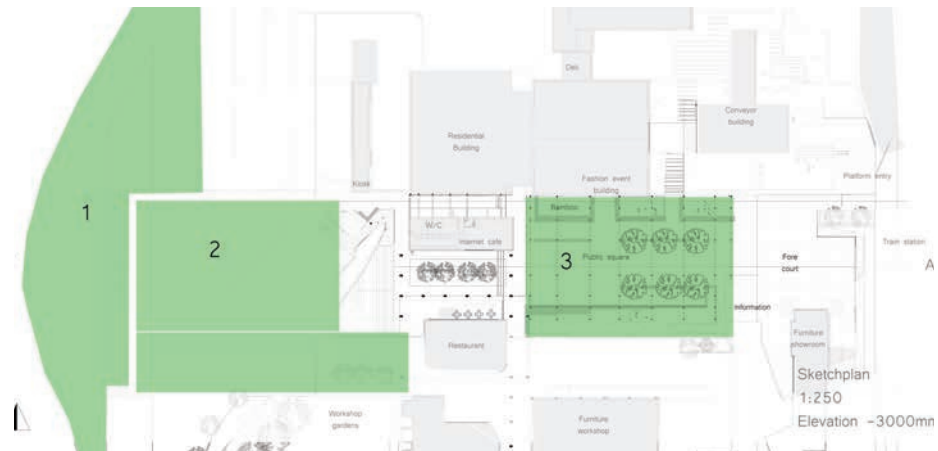 Deli
Conveyor
building
Residential
Building
Fashion event
building
Platform entry
Kiosk
1
Bamboo
W/C
Internet cafe
2
3
Public square
Fore
court
Train station
A
Information
Restaurant
Furniture
showroom
Sketchplan
1:250
Elevation -3000mm
Workshop
gardens
Furniture
workshop